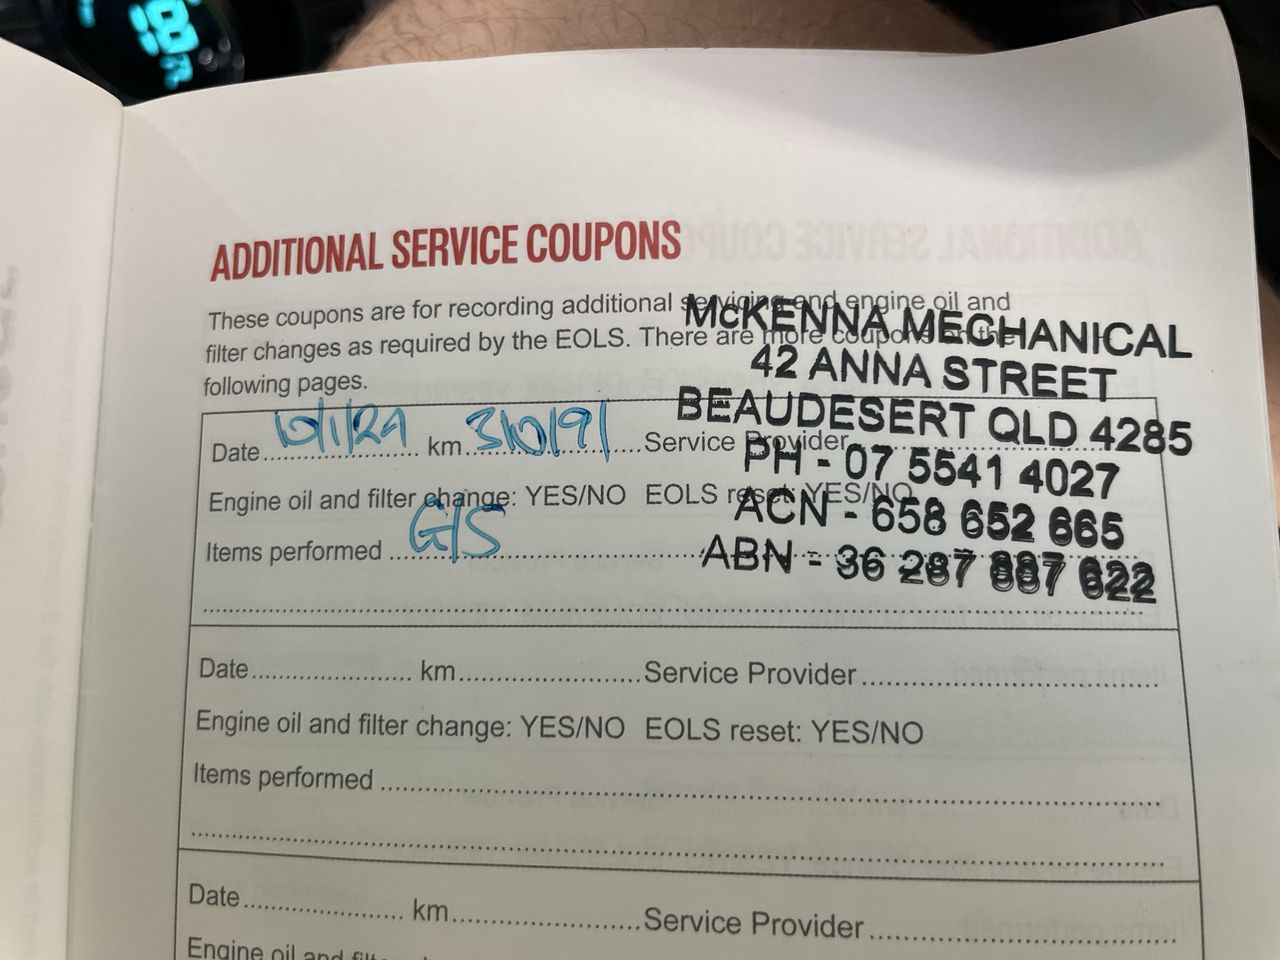 ADDITIONAL SERVICE COUPONS
These coupons are for recording additional servicing and engine oil and
filter changes as required by the EOLS. There are more coupons on the
following pages.
McKENNA MECHANICAL
42 ANNA STREET
BEAUDESERT QLD 4285
PH - 07 5541 4027
ACN - 658 652 665
ABN - 36 287 887 622
Date 10/1/24 km 310191 Service Provider
Engine oil and filter change: YES/NO EOLS reset: YES/NO
Items performed G/S
Date km Service Provider
Engine oil and filter change: YES/NO EOLS reset: YES/NO
Items performed
Date km Service Provider
Engine oil and